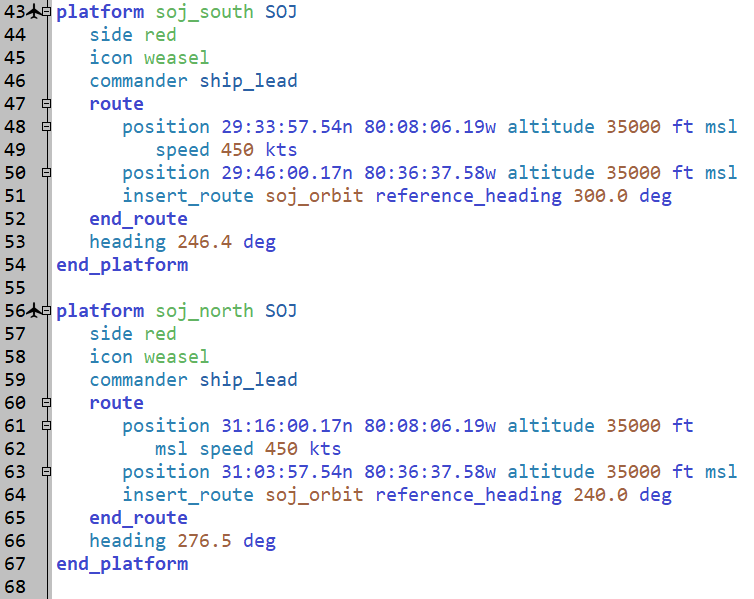 43 platform soj_south SOJ
44 side red
45 icon weasel
46 commander ship_lead
47 route
48 position 29:33:57.54n 80:08:06.19w altitude 35000 ft msl
49 speed 450 kts
50 position 29:46:00.17n 80:36:37.58w altitude 35000 ft msl
51 insert_route soj_orbit reference_heading 300.0 deg
52 end_route
53 heading 246.4 deg
54 end_platform
55
56 platform soj_north SOJ
57 side red
58 icon weasel
59 commander ship_lead
60 route
61 position 31:16:00.17n 80:08:06.19w altitude 35000 ft
62 msl speed 450 kts
63 position 31:03:57.54n 80:36:37.58w altitude 35000 ft msl
64 insert_route soj_orbit reference_heading 240.0 deg
65 end_route
66 heading 276.5 deg
67 end_platform
68